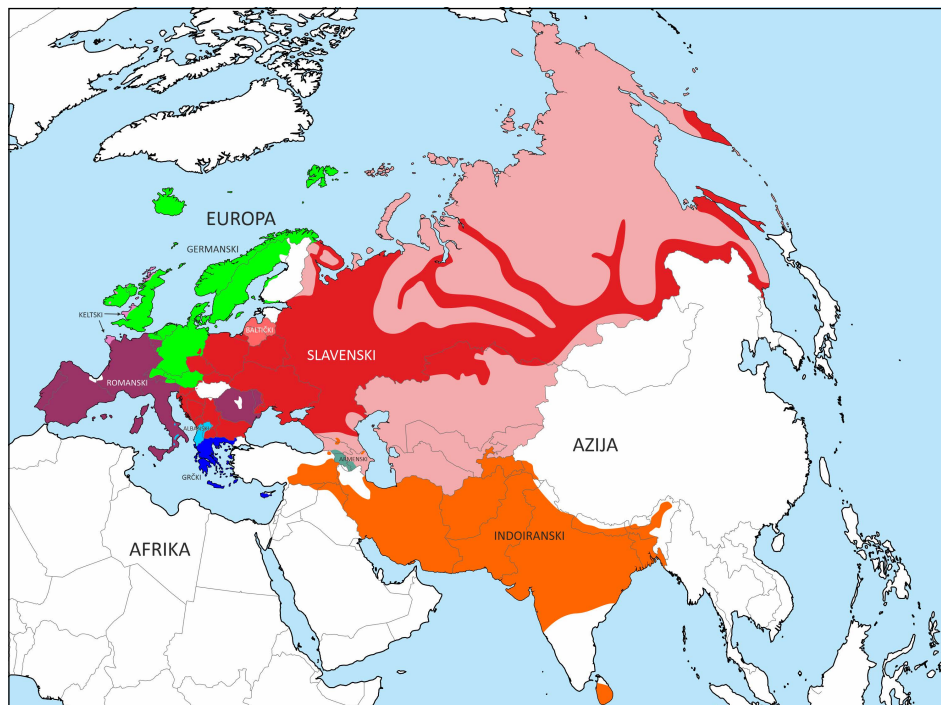 EUROPA
GERMANSKI
KELTSKI
BALTIČKI
SLAVENSKI
ROMANSKI
ALBANSKI
ARMENSKI
GRČKI
AZIJA
INDOIRANSKI
AFRIKA